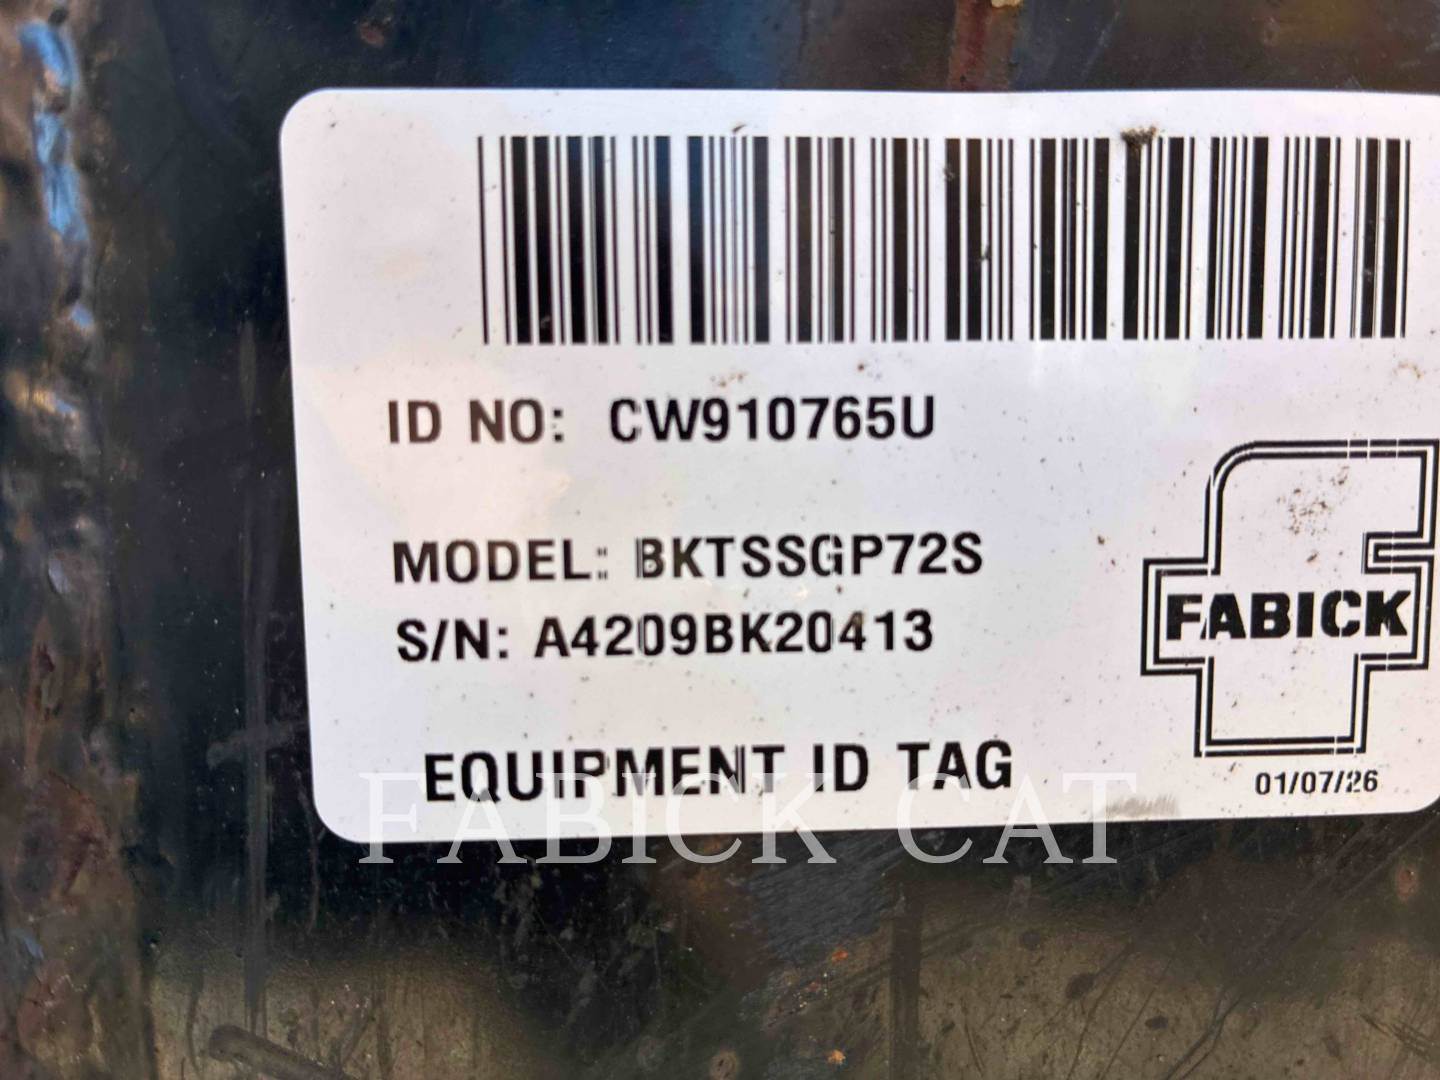 ID NO: CW910765U
MODEL: BKTSSGP72S
S/N: A4209BK20413
FABICK
EQUIPMENT ID TAG
01/07/26
FABICK CAT